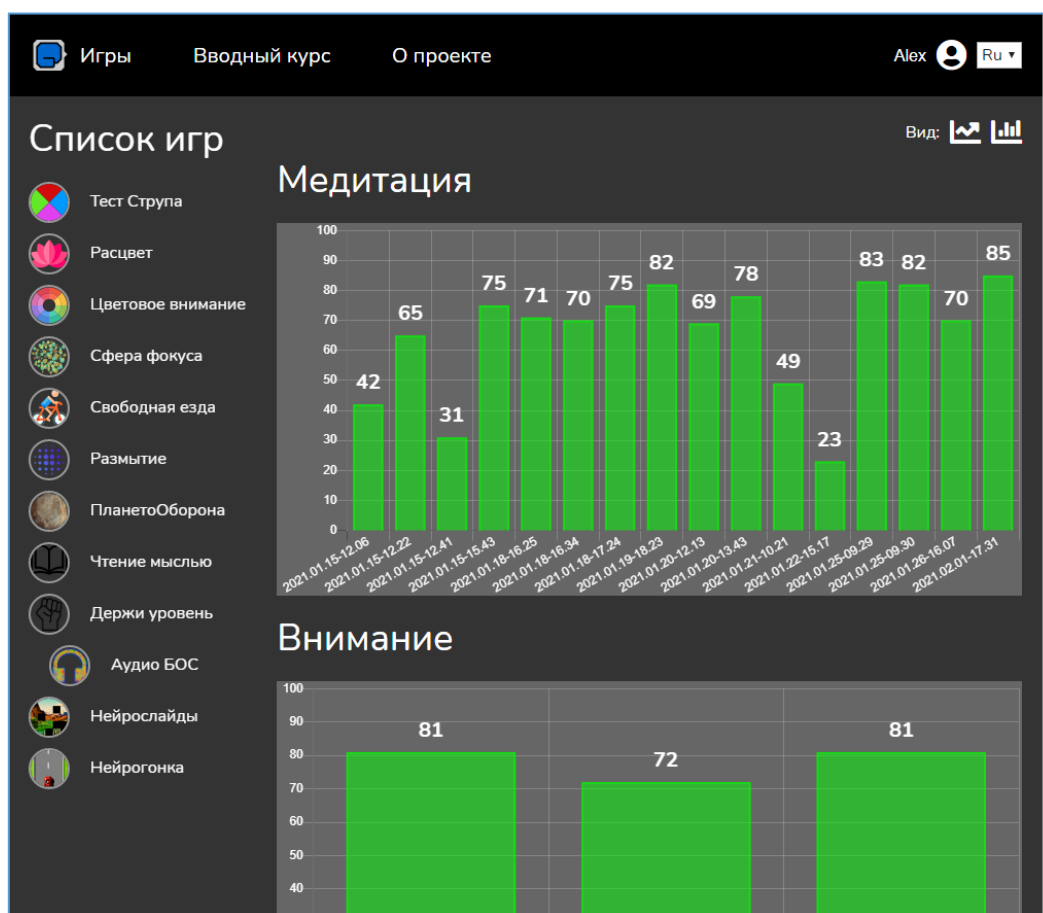 Игры Вводный курс О проекте Alex Ru
Список игр
Вид:
Тест Струпа
Расцвет
Цветовое внимание
Сфера фокуса
Свободная езда
Размытие
ПланетоОборона
Чтение мыслью
Держи уровень
Аудио БОС
Нейрослайды
Нейрогонка
Медитация
100
90
80
70
60
50
40
30
20
10
0
42 65 31 75 71 70 75 82 69 78 49 23 83 82 70 85
2021.01.15-12.06 2021.01.15-12.22 2021.01.15-12.41 2021.01.15-15.43 2021.01.18-16.25 2021.01.18-16.34 2021.01.18-17.24 2021.01.19-18.23 2021.01.20-12.13 2021.01.20-13.43 2021.01.21-10.21 2021.01.22-15.17 2021.01.25-09.29 2021.01.25-09.30 2021.01.26-16.07 2021.02.01-17.31
Внимание
100
90
80
70
60
50
40
81 72 81